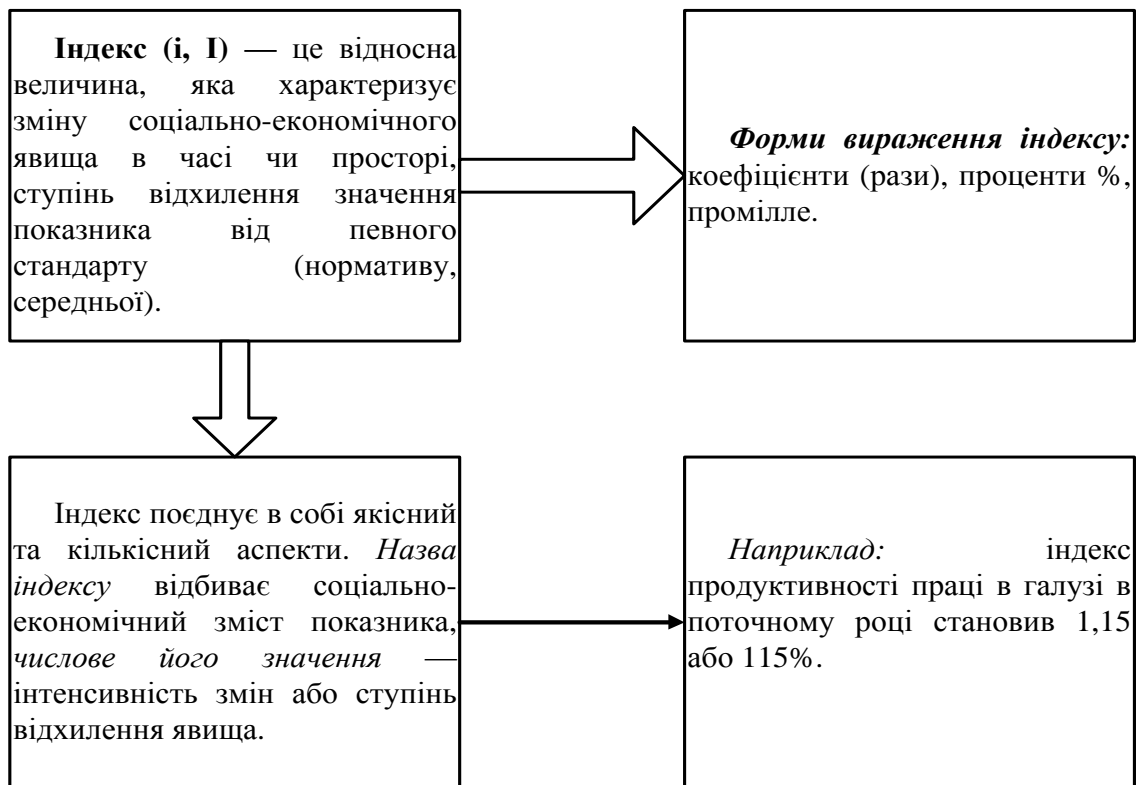 Індекс (і, І) — це відносна
величина, яка характеризує
зміну соціально-економічного
явища в часі чи просторі,
ступінь відхилення значення
показника від певного
стандарту (нормативу,
середньої).
Форми вираження індексу:
коефіцієнти (рази), проценти %,
промілле.
Індекс поєднує в собі якісний
та кількісний аспекти. Назва
індексу відбиває соціально-
економічний зміст показника,
числове його значення —
інтенсивність змін або ступінь
відхилення явища.
Наприклад: індекс
продуктивності праці в галузі в
поточному році становив 1,15
або 115%.